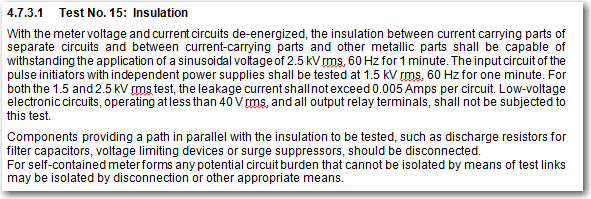 4.7.3.1 Test No. 15: Insulation
With the meter voltage and current circuits de-energized, the insulation between current carrying parts of
separate circuits and between current-carrying parts and other metallic parts shall be capable of
withstanding the application of a sinusoidal voltage of 2.5 kV rms, 60 Hz for 1 minute. The input circuit of the
pulse initiators with independent power supplies shall be tested at 1.5 kV rms, 60 Hz for one minute. For
both the 1.5 and 2.5 kV rms test, the leakage current shall not exceed 0.005 Amps per circuit. Low-voltage
electronic circuits, operating at less than 40 V rms, and all output relay terminals, shall not be subjected to
this test.
Components providing a path in parallel with the insulation to be tested, such as discharge resistors for
filter capacitors, voltage limiting devices or surge suppressors, should be disconnected.
For self-contained meter forms any potential circuit burden that cannot be isolated by means of test links
may be isolated by disconnection or other appropriate means.